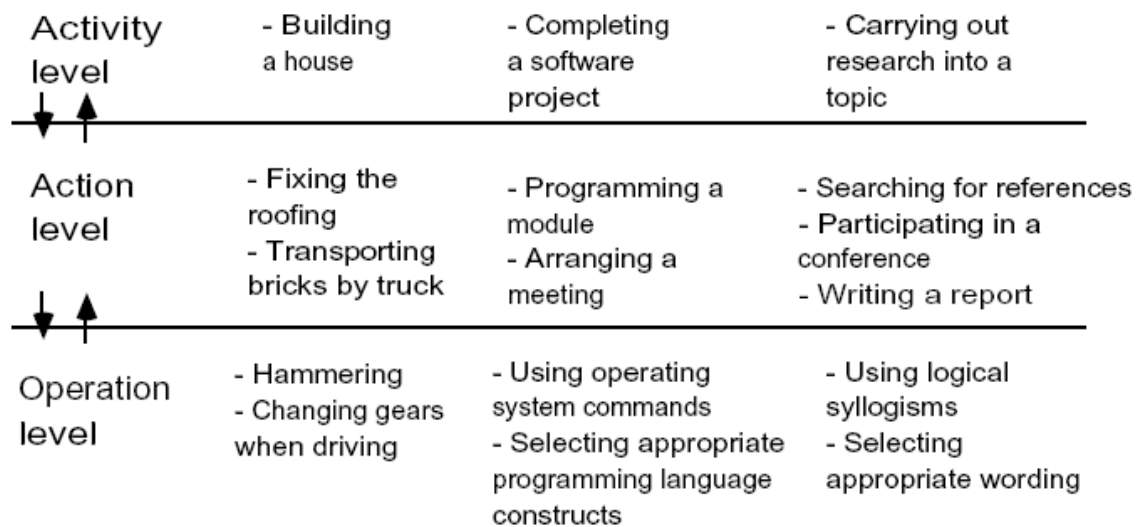 Activity
level
- Building
a house
- Completing
a software
project
- Carrying out
research into a
topic
Action
level
- Fixing the
roofing
- Transporting
bricks by truck
- Programming a
module
- Arranging a
meeting
- Searching for references
- Participating in a
conference
- Writing a report
Operation
level
- Hammering
- Changing gears
when driving
- Using operating
system commands
- Selecting appropriate
programming language
constructs
- Using logical
syllogisms
- Selecting
appropriate wording